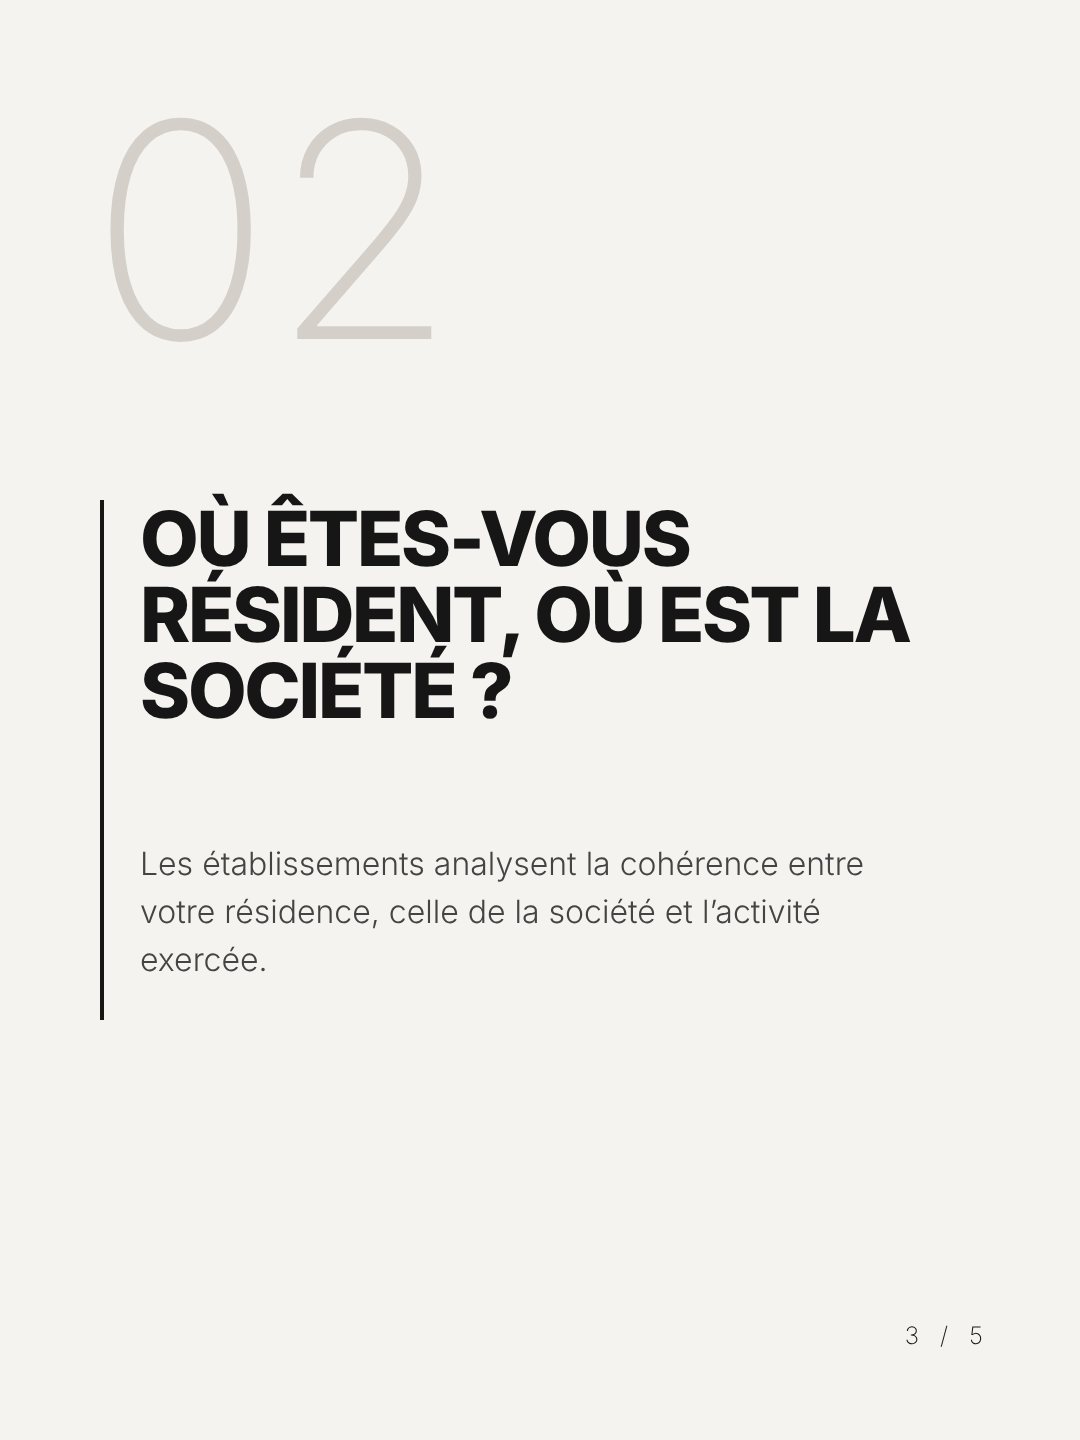 02
OÙ ÊTES-VOUS
RÉSIDENT, OÙ EST LA
SOCIÉTÉ ?
Les établissements analysent la cohérence entre
votre résidence, celle de la société et l’activité
exercée.
3 / 5